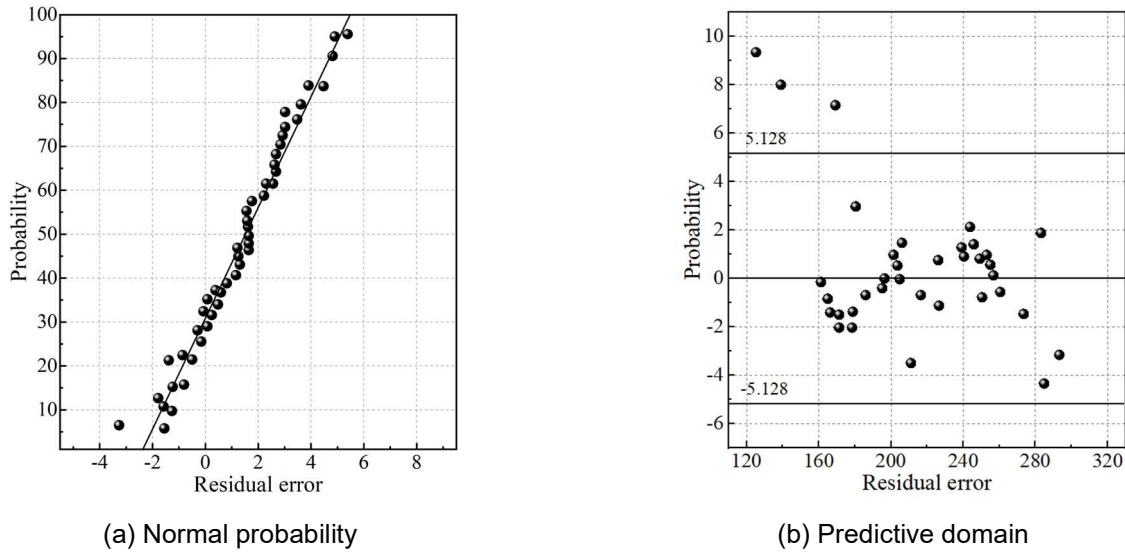 100
90
80
70
60
50
40
30
20
10
Probability
-4 -2 0 2 4 6 8
Residual error
(a) Normal probability
10
8
6
5.128
4
2
0
-2
-4
-5.128
-6
Probability
120 160 200 240 280 320
Residual error
(b) Predictive domain